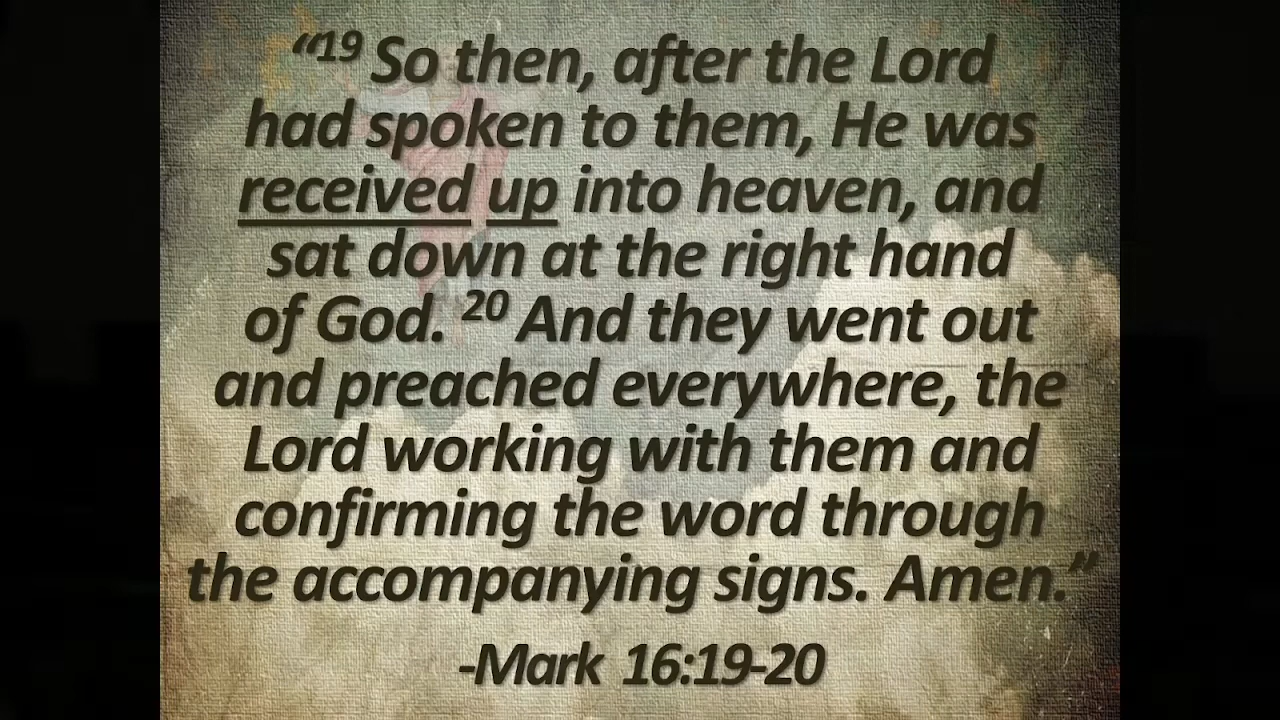 “19 So then, after the Lord
had spoken to them, He was
received up into heaven, and
sat down at the right hand
of God. 20 And they went out
and preached everywhere, the
Lord working with them and
confirming the word through
the accompanying signs. Amen.”
-Mark 16:19-20